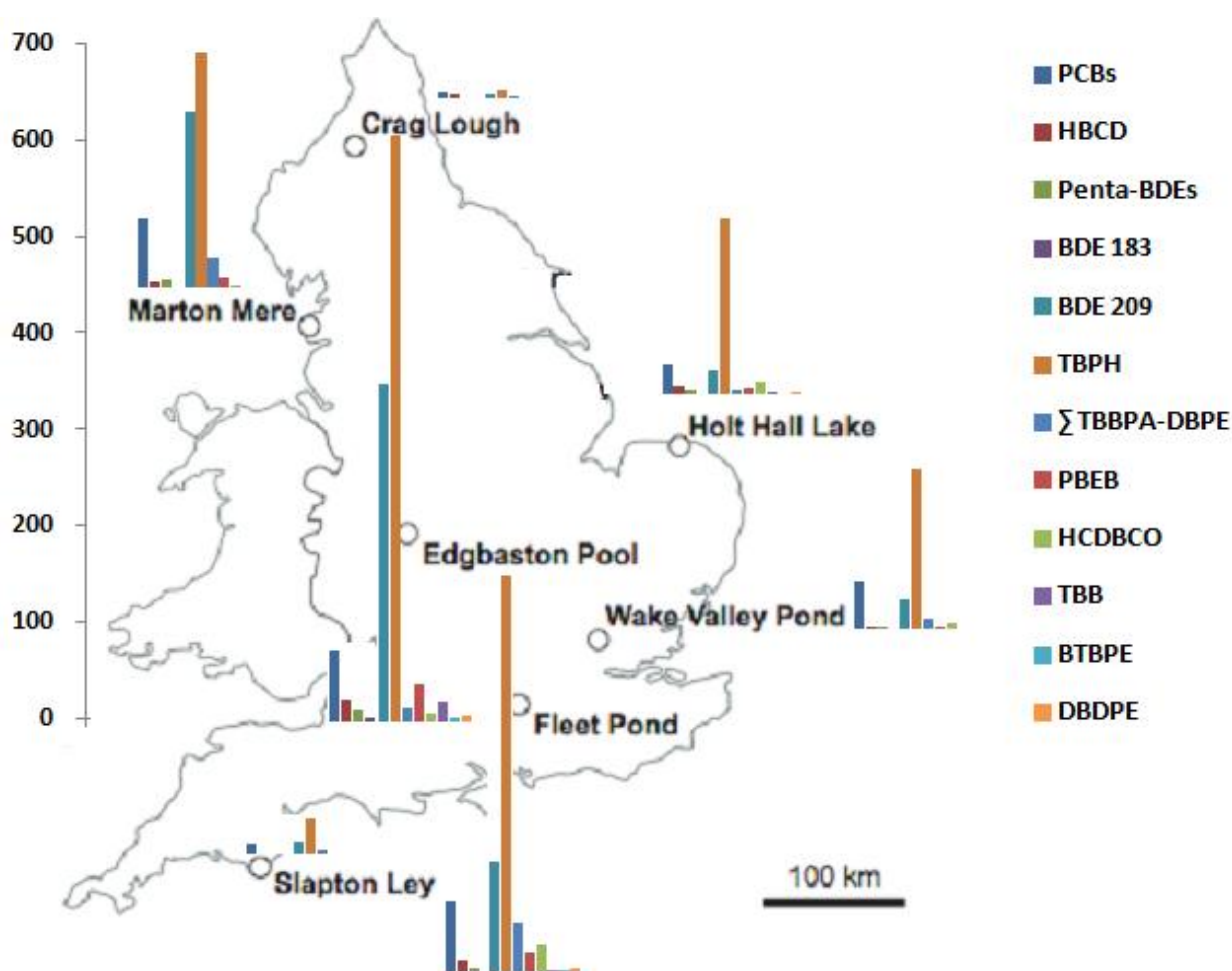 700
600
500
400
300
200
100
0
Crag Lough
Marton Mere
Holt Hall Lake
Edgbaston Pool
Wake Valley Pond
Fleet Pond
Slapton Ley
100 km
PCBs
HBCD
Penta-BDEs
BDE 183
BDE 209
TBPH
∑TBBPA-DBPE
PBEB
HCDBCO
TBB
BTBPE
DBDPE